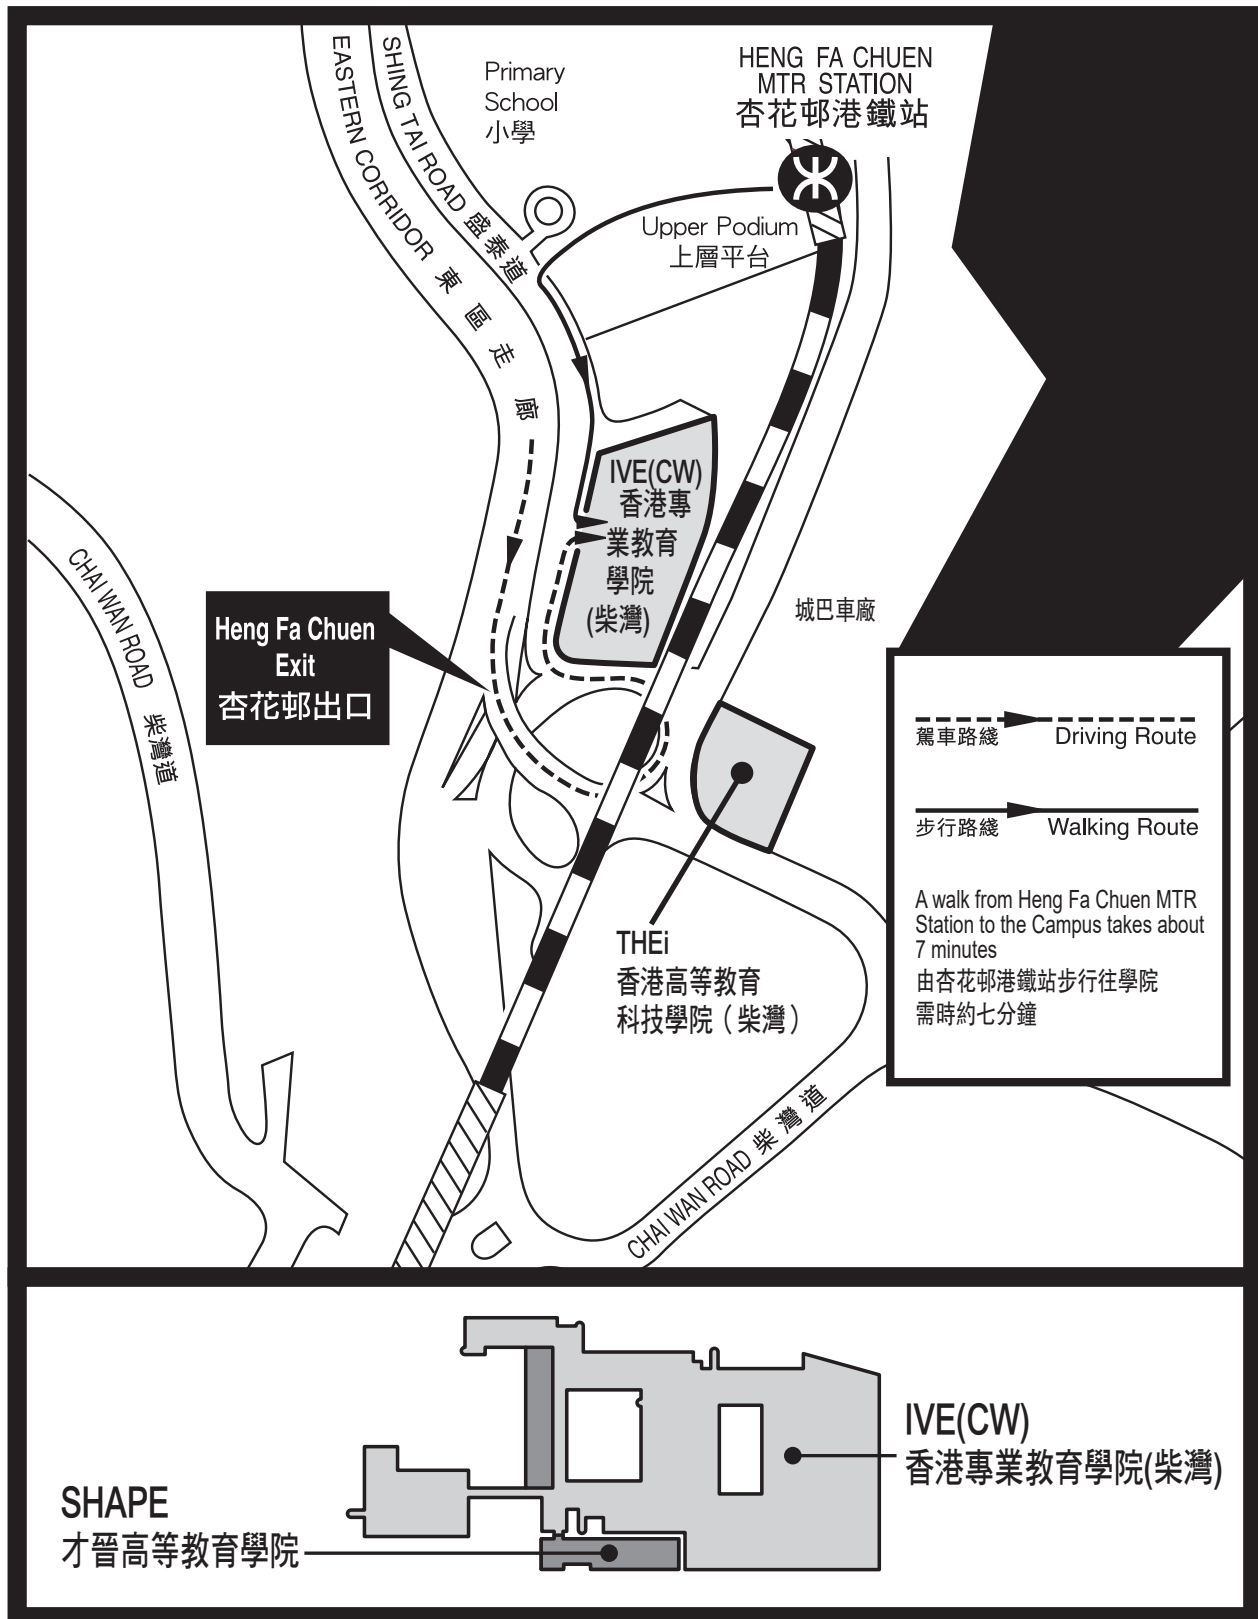 HENG FA CHUEN
MTR STATION
杏花邨港鐵站
Primary
School
小學
SHING TAI ROAD 盛泰道
EASTERN CORRIDOR 東區走廊
Upper Podium
上層平台
IVE(CW)
香港專
業教育
學院
(柴灣)
城巴車廠
CHAI WAN ROAD 柴灣道
Heng Fa Chuen
Exit
杏花邨出口
駕車路綫 Driving Route
步行路綫 Walking Route
A walk from Heng Fa Chuen MTR
Station to the Campus takes about
7 minutes
由杏花邨港鐵站步行往學院
需時約七分鐘
THEi
香港高等教育
科技學院（柴灣）
CHAI WAN ROAD 柴灣道
IVE(CW)
香港專業教育學院(柴灣)
SHAPE
才晉高等教育學院